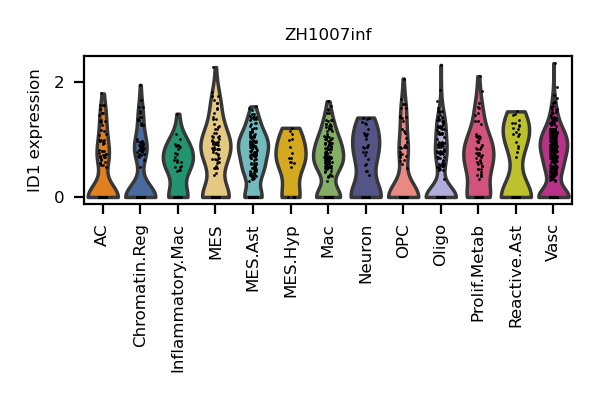 ZH1007inf
ID1 expression
2
0
AC
Chromatin.Reg
Inflammatory.Mac
MES
MES.Ast
MES.Hyp
Mac
Neuron
OPC
Oligo
Prolif.Metab
Reactive.Ast
Vasc